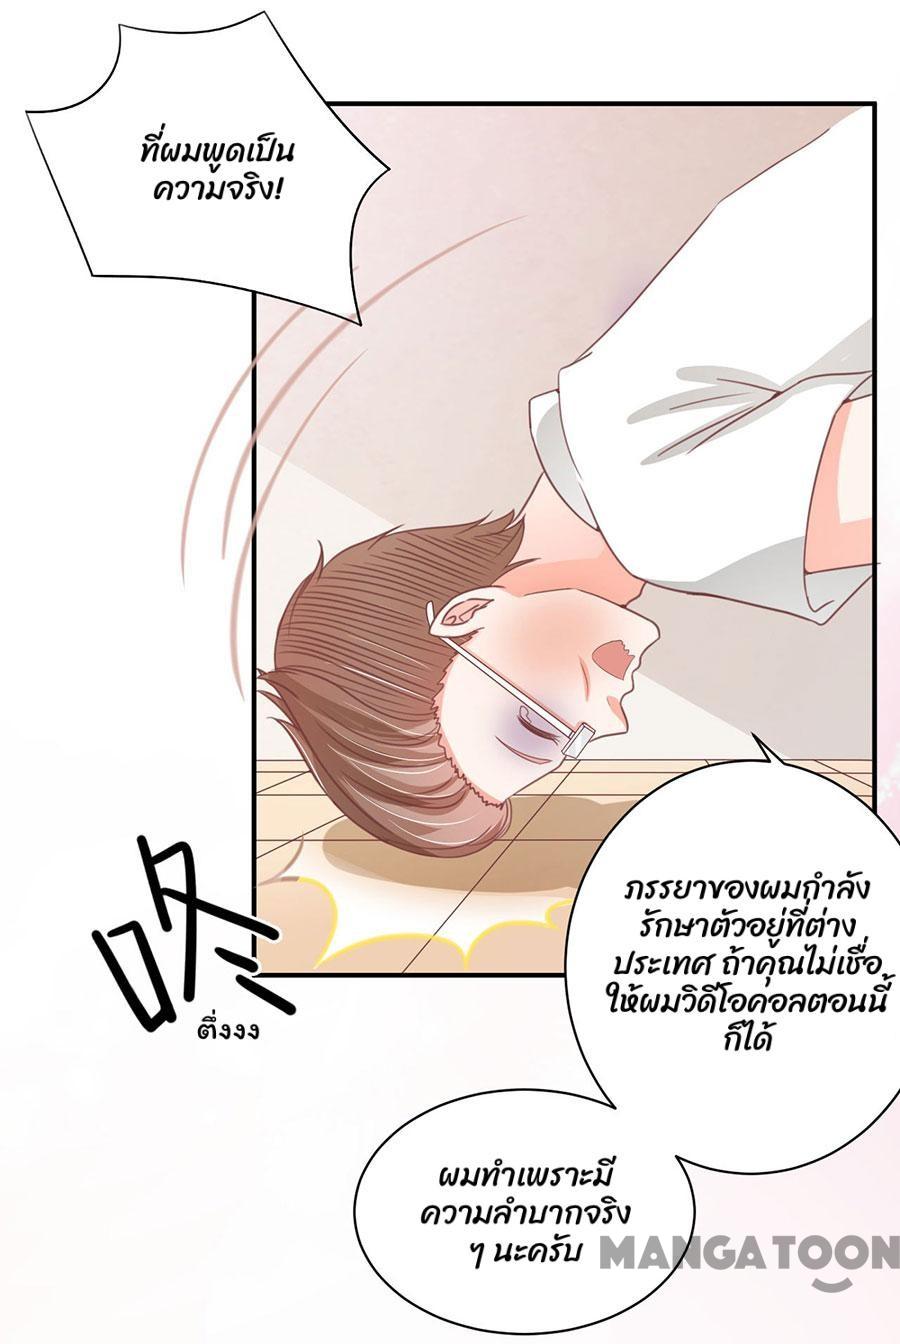 ที่ผมพูดเป็น
ความจริง!
咚
ตึ่งงง
ภรรยาของผมกำลัง
รักษาตัวอยู่ที่ต่าง
ประเทศ ถ้าคุณไม่เชื่อ
ให้ผมวิดีโอคอลตอนนี้
ก็ได้
ผมทำเพราะมี
ความลำบากจริง
ๆ นะครับ
MANGATOON